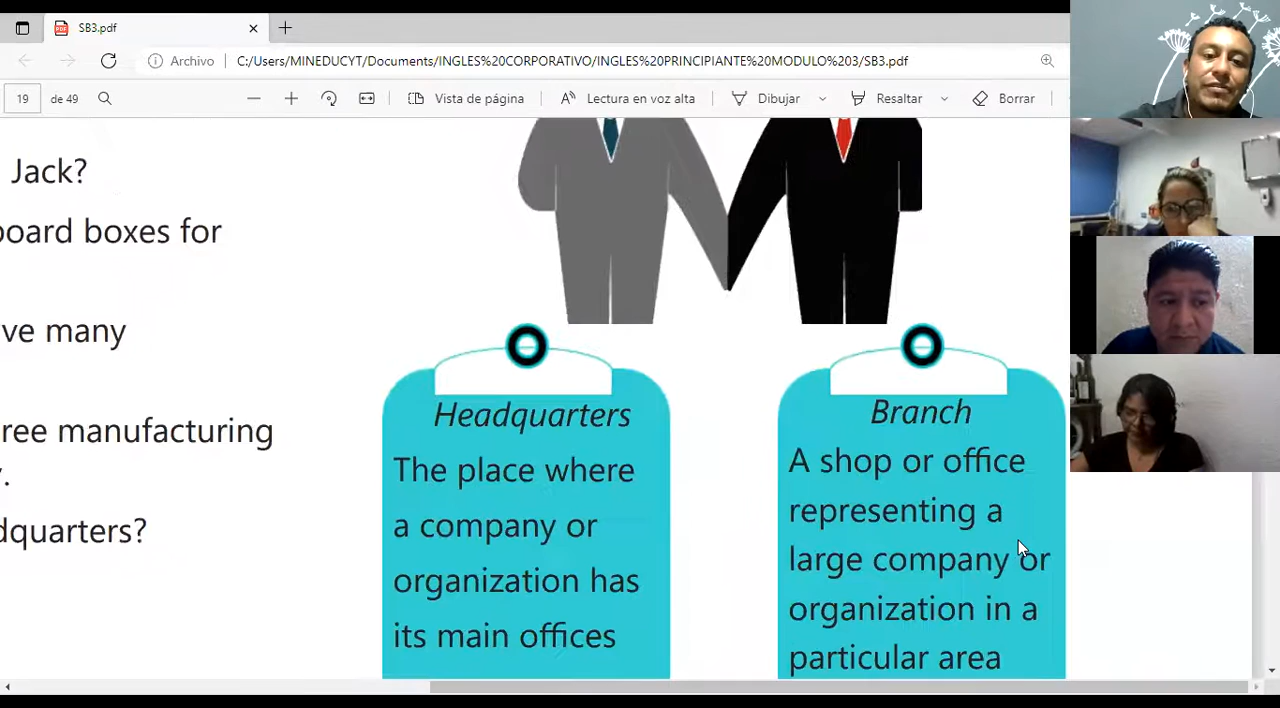 SB3.pdf
Archivo
C:/Users/MINEDUCYT/Documents/INGLES%20CORPORATIVO/INGLES%20PRINCIPIANTE%20MODULO%203/SB3.pdf
19
de 49
Vista de página
Lectura en voz alta
Dibujar
Resaltar
Borrar
Jack?
board boxes for
ve many
ree manufacturing
dquarters?
Headquarters
The place where
a company or
organization has
its main offices
Branch
A shop or office
representing a
large company or
organization in a
particular area